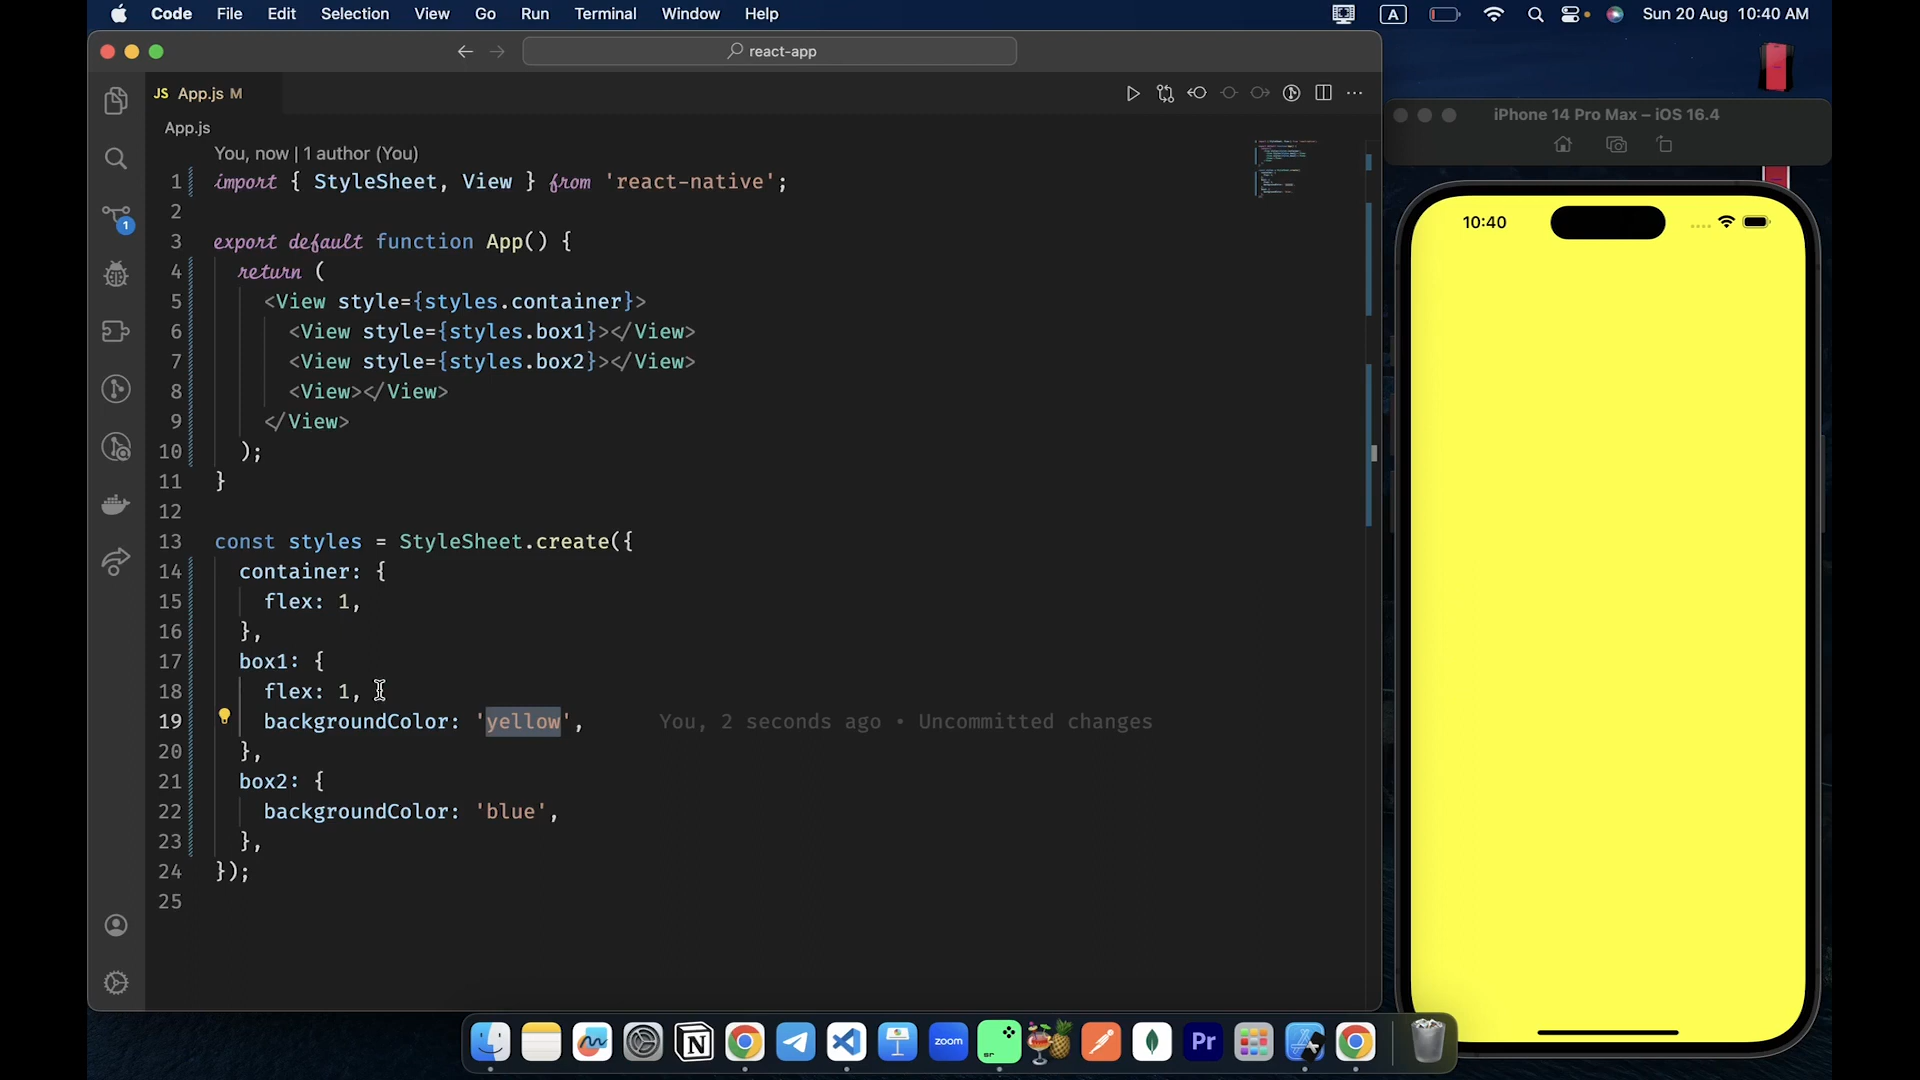 Code File Edit Selection View Go Run Terminal Window Help A Sun 20 Aug 10:40 AM
react-app
JS App.js M
App.js
You, now | 1 author (You)
1 import { StyleSheet, View } from 'react-native';
2
3 export default function App() {
4 return (
5 <View style={styles.container}>
6 <View style={styles.box1}></View>
7 <View style={styles.box2}></View>
8 <View></View>
9 </View>
10 );
11 }
12
13 const styles = StyleSheet.create({
14 container: {
15 flex: 1,
16 },
17 box1: {
18 flex: 1,
19 backgroundColor: 'yellow', You, 2 seconds ago • Uncommitted changes
20 },
21 box2: {
22 backgroundColor: 'blue',
23 },
24 });
25
1
iPhone 14 Pro Max – iOS 16.4
10:40
N
zoom
sr
Pr